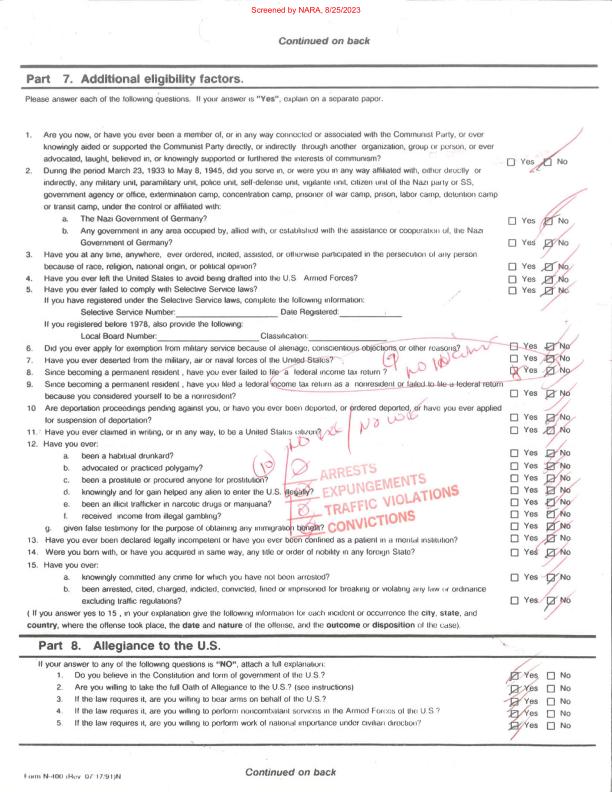 Screened by NARA, 8/25/2023
Continued on back
Part 7. Additional eligibility factors.
Please answer each of the following questions. If your answer is "Yes", explain on a separate paper.
1. Are you now, or have you ever been a member of, or in any way connected or associated with the Communist Party, or ever
knowingly aided or supported the Communist Party directly, or indirectly through another organization, group or person, or ever
advocated, taught, believed in, or knowingly supported or furthered the interests of communism? Yes No
2. During the period March 23, 1933 to May 8, 1945, did you serve in, or were you in any way affiliated with, either directly or
indirectly, any military unit, paramilitary unit, police unit, self-defense unit, vigilante unit, citizen unit of the Nazi party or SS,
government agency or office, extermination camp, concentration camp, prisoner of war camp, prison, labor camp, detention camp
or transit camp, under the control or affiliated with:
a. The Nazi Government of Germany? Yes No
b. Any government in any area occupied by, allied with, or established with the assistance or cooperation of, the Nazi
Government of Germany? Yes No
3. Have you at any time, anywhere, ever ordered, incited, assisted, or otherwise participated in the persecution of any person
because of race, religion, national origin, or political opinion? Yes No
4. Have you ever left the United States to avoid being drafted into the U.S Armed Forces? Yes No
5. Have you ever failed to comply with Selective Service laws? Yes No
If you have registered under the Selective Service laws, complete the following information:
Selective Service Number: Date Registered:
If you registered before 1978, also provide the following:
Local Board Number: Classification:
6. Did you ever apply for exemption from military service because of alienage, conscientious objections or other reasons? Yes No
7. Have you ever deserted from the military, air or naval forces of the United States? Yes No
9 no income
8. Since becoming a permanent resident , have you ever failed to file a federal income tax return ? Yes No
9. Since becoming a permanent resident , have you filed a federal income tax return as a nonresident or failed to file a federal return
because you considered yourself to be a nonresident? Yes No
10 Are deportation proceedings pending against you, or have you ever been deported, or ordered deported, or have you ever applied
for suspension of deportation? Yes No
11. Have you ever claimed in writing, or in any way, to be a United States citizen? Yes No
12. Have you ever:
a. been a habitual drunkard? Yes No
b. advocated or practiced polygamy? Yes No
c. been a prostitute or procured anyone for prostitution? Yes No
d. knowingly and for gain helped any alien to enter the U.S. illegally? Yes No
e. been an illicit trafficker in narcotic drugs or marijuana? Yes No
f. received income from illegal gambling? Yes No
g. given false testimony for the purpose of obtaining any immigration benefit? Yes No
10
ARRESTS
EXPUNGEMENTS
TRAFFIC VIOLATIONS
CONVICTIONS
13. Have you ever been declared legally incompetent or have you ever been confined as a patient in a mental institution? Yes No
14. Were you born with, or have you acquired in same way, any title or order of nobility in any foreign State? Yes No
15. Have you ever:
a. knowingly committed any crime for which you have not been arrested? Yes No
b. been arrested, cited, charged, indicted, convicted, fined or imprisoned for breaking or violating any law or ordinance
excluding traffic regulations? Yes No
( If you answer yes to 15 , in your explanation give the following information for each incident or occurrence the city, state, and
country, where the offense took place, the date and nature of the offense, and the outcome or disposition of the case).
Part 8. Allegiance to the U.S.
If your answer to any of the following questions is "NO", attach a full explanation:
1. Do you believe in the Constitution and form of government of the U.S.? Yes No
2. Are you willing to take the full Oath of Allegiance to the U.S.? (see instructions) Yes No
3. If the law requires it, are you willing to bear arms on behalf of the U.S.? Yes No
4. If the law requires it, are you willing to perform noncombatant services in the Armed Forces of the U.S.? Yes No
5. If the law requires it, are you willing to perform work of national importance under civilian direction? Yes No
Form N-400 (Rev. 07/17/91)N
Continued on back